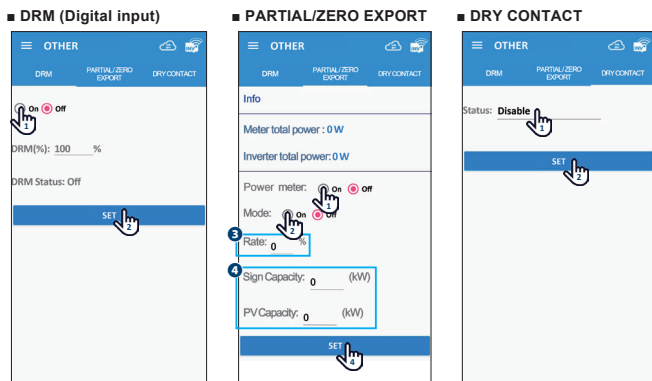 ■ DRM (Digital input)
OTHER
INV
DRM
PARTIAL/ZERO
EXPORT
DRY CONTACT
On Off
1
DRM(%): 100 %
DRM Status: Off
SET
2
■ PARTIAL/ZERO EXPORT
OTHER
INV
DRM
PARTIAL/ZERO
EXPORT
DRY CONTACT
Info
Meter total power : 0 W
Inverter total power: 0 W
Power meter: On Off
1
Mode: On Off
2
3
Rate: 0 %
4
Sign Capacity: 0 (kW)
PV Capacity: 0 (kW)
SET
4
■ DRY CONTACT
OTHER
INV
DRM
PARTIAL/ZERO
EXPORT
DRY CONTACT
Status: Disable
1
SET
2